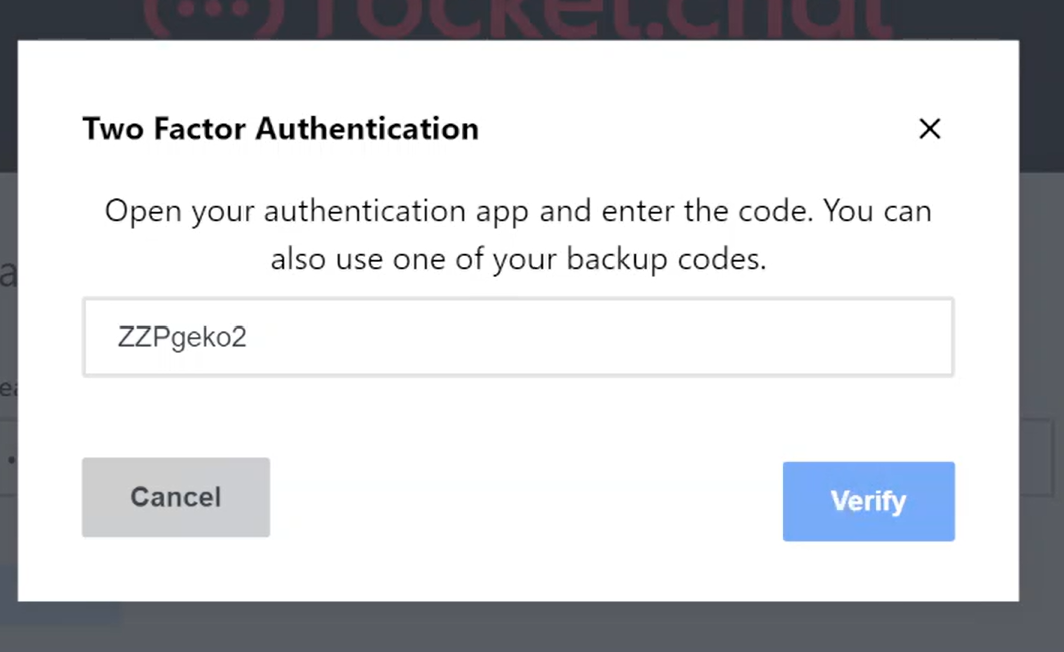 rocket.chat
Two Factor Authentication
Open your authentication app and enter the code. You can
also use one of your backup codes.
ZZPgeko2
Cancel
Verify